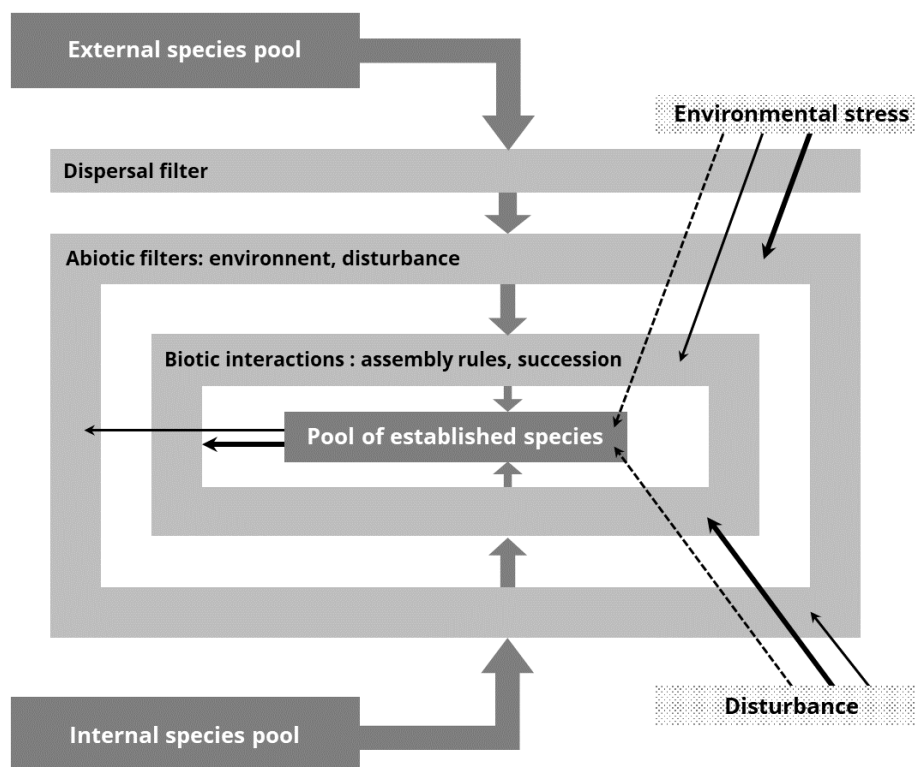 External species pool
Environmental stress
Dispersal filter
Abiotic filters: environnent, disturbance
Biotic interactions : assembly rules, succession
Pool of established species
Disturbance
Internal species pool